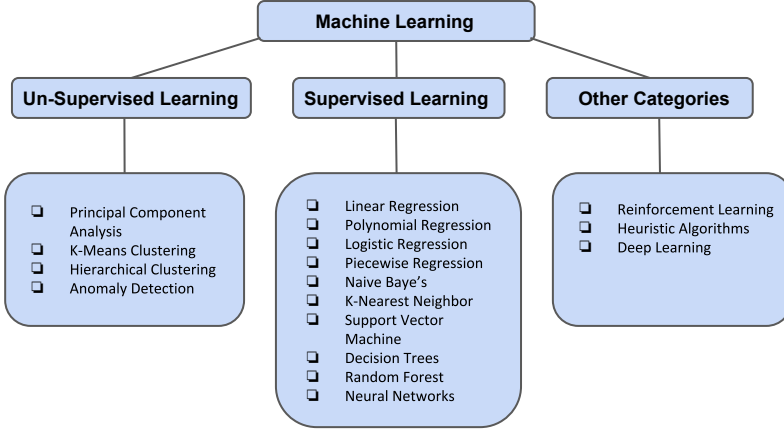 Machine Learning
Un-Supervised Learning
Supervised Learning
Other Categories
Principal Component
Analysis
K-Means Clustering
Hierarchical Clustering
Anomaly Detection
Linear Regression
Polynomial Regression
Logistic Regression
Piecewise Regression
Naive Baye's
K-Nearest Neighbor
Support Vector
Machine
Decision Trees
Random Forest
Neural Networks
Reinforcement Learning
Heuristic Algorithms
Deep Learning